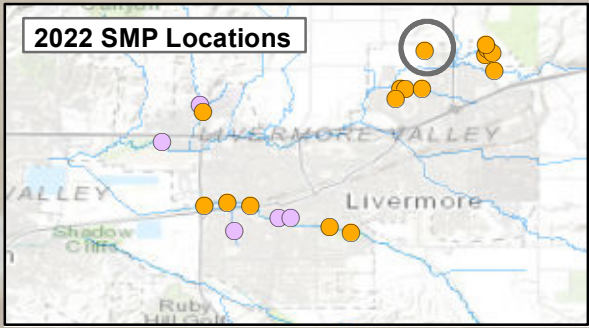 2022 SMP Locations
LIVERMORE VALLEY
VALLEY
Livermore
Shadow
Cliffs
Ruby
Hill Golf